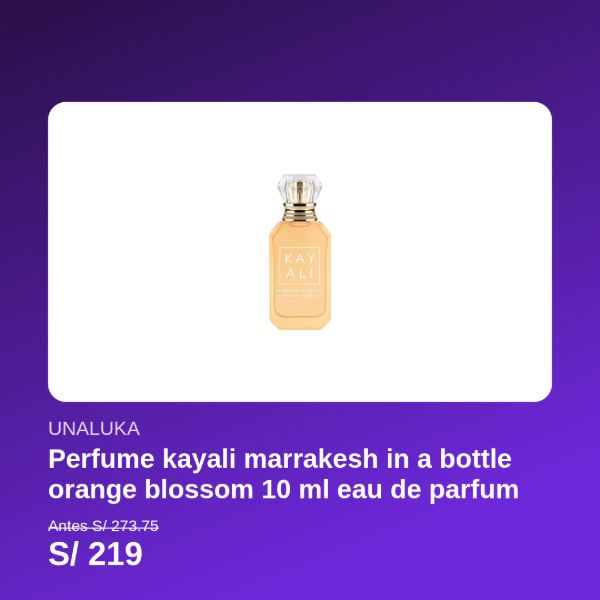 KAY
ALI
UNALUKA
Perfume kayali marrakesh in a bottle
orange blossom 10 ml eau de parfum
Antes S/ 273.75
S/ 219